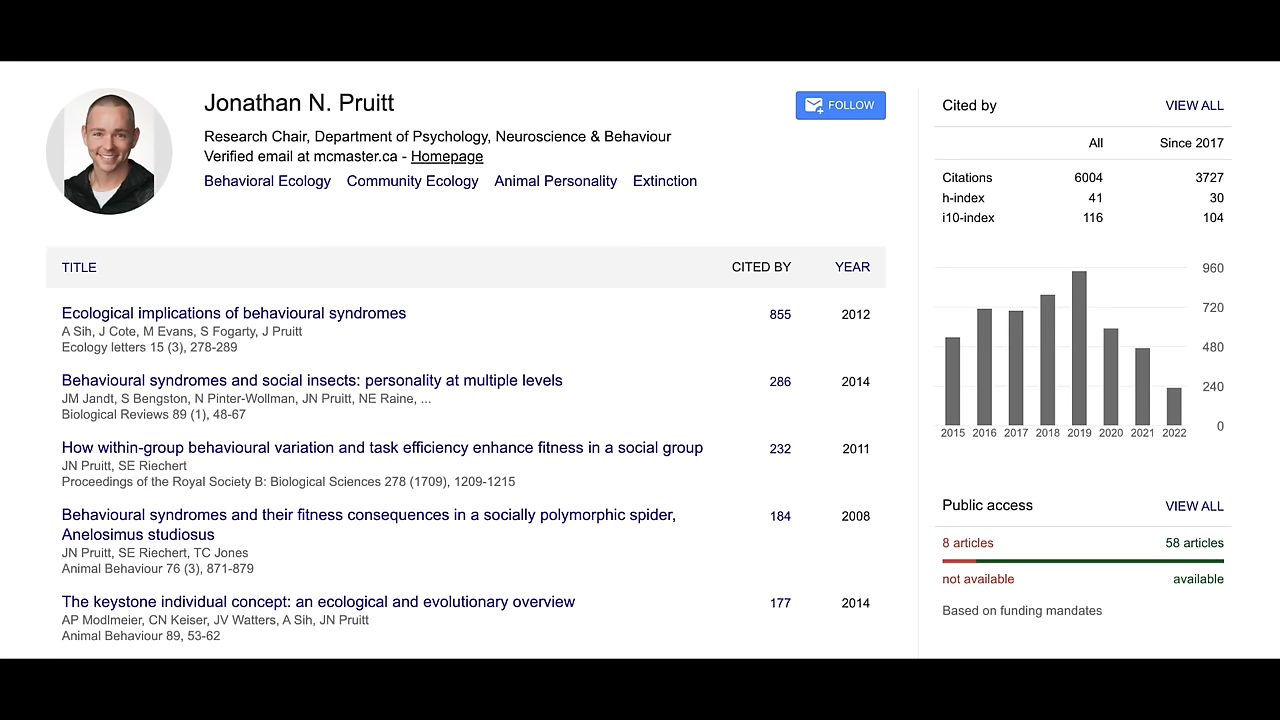 Jonathan N. Pruitt
FOLLOW
Research Chair, Department of Psychology, Neuroscience & Behaviour
Verified email at mcmaster.ca - Homepage
Behavioral Ecology Community Ecology Animal Personality Extinction
TITLE CITED BY YEAR
Ecological implications of behavioural syndromes 855 2012
A Sih, J Cote, M Evans, S Fogarty, J Pruitt
Ecology letters 15 (3), 278-289
Behavioural syndromes and social insects: personality at multiple levels 286 2014
JM Jandt, S Bengston, N Pinter-Wollman, JN Pruitt, NE Raine, ...
Biological Reviews 89 (1), 48-67
How within-group behavioural variation and task efficiency enhance fitness in a social group 232 2011
JN Pruitt, SE Riechert
Proceedings of the Royal Society B: Biological Sciences 278 (1709), 1209-1215
Behavioural syndromes and their fitness consequences in a socially polymorphic spider, 184 2008
Anelosimus studiosus
JN Pruitt, SE Riechert, TC Jones
Animal Behaviour 76 (3), 871-879
The keystone individual concept: an ecological and evolutionary overview 177 2014
AP Modlmeier, CN Keiser, JV Watters, A Sih, JN Pruitt
Animal Behaviour 89, 53-62
Cited by VIEW ALL
All Since 2017
Citations 6004 3727
h-index 41 30
i10-index 116 104
960
720
480
240
0
2015 2016 2017 2018 2019 2020 2021 2022
Public access VIEW ALL
8 articles 58 articles
not available available
Based on funding mandates